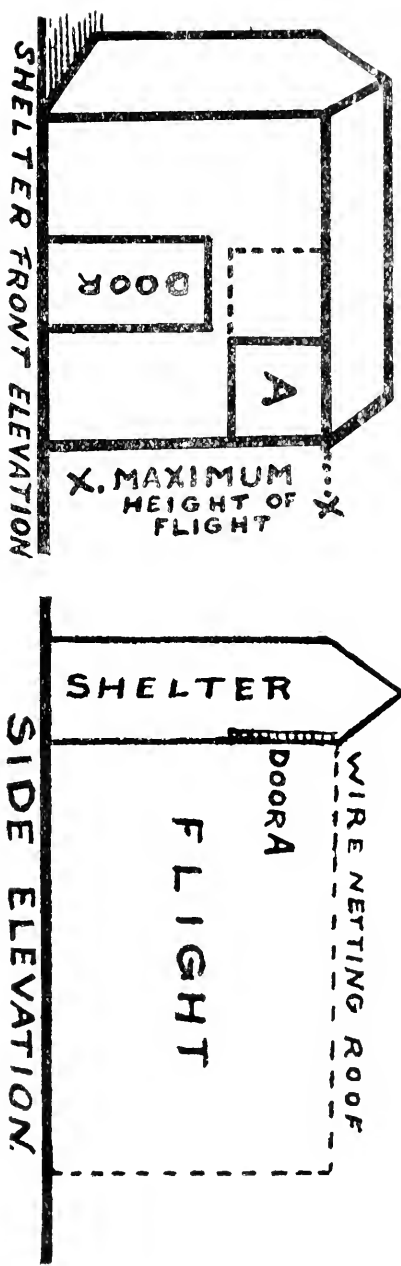 DOOR
A
X
X. MAXIMUM
HEIGHT OF
FLIGHT
SHELTER FRONT ELEVATION
SHELTER
DOOR A
WIRE NETTING ROOF
FLIGHT
SIDE ELEVATION.